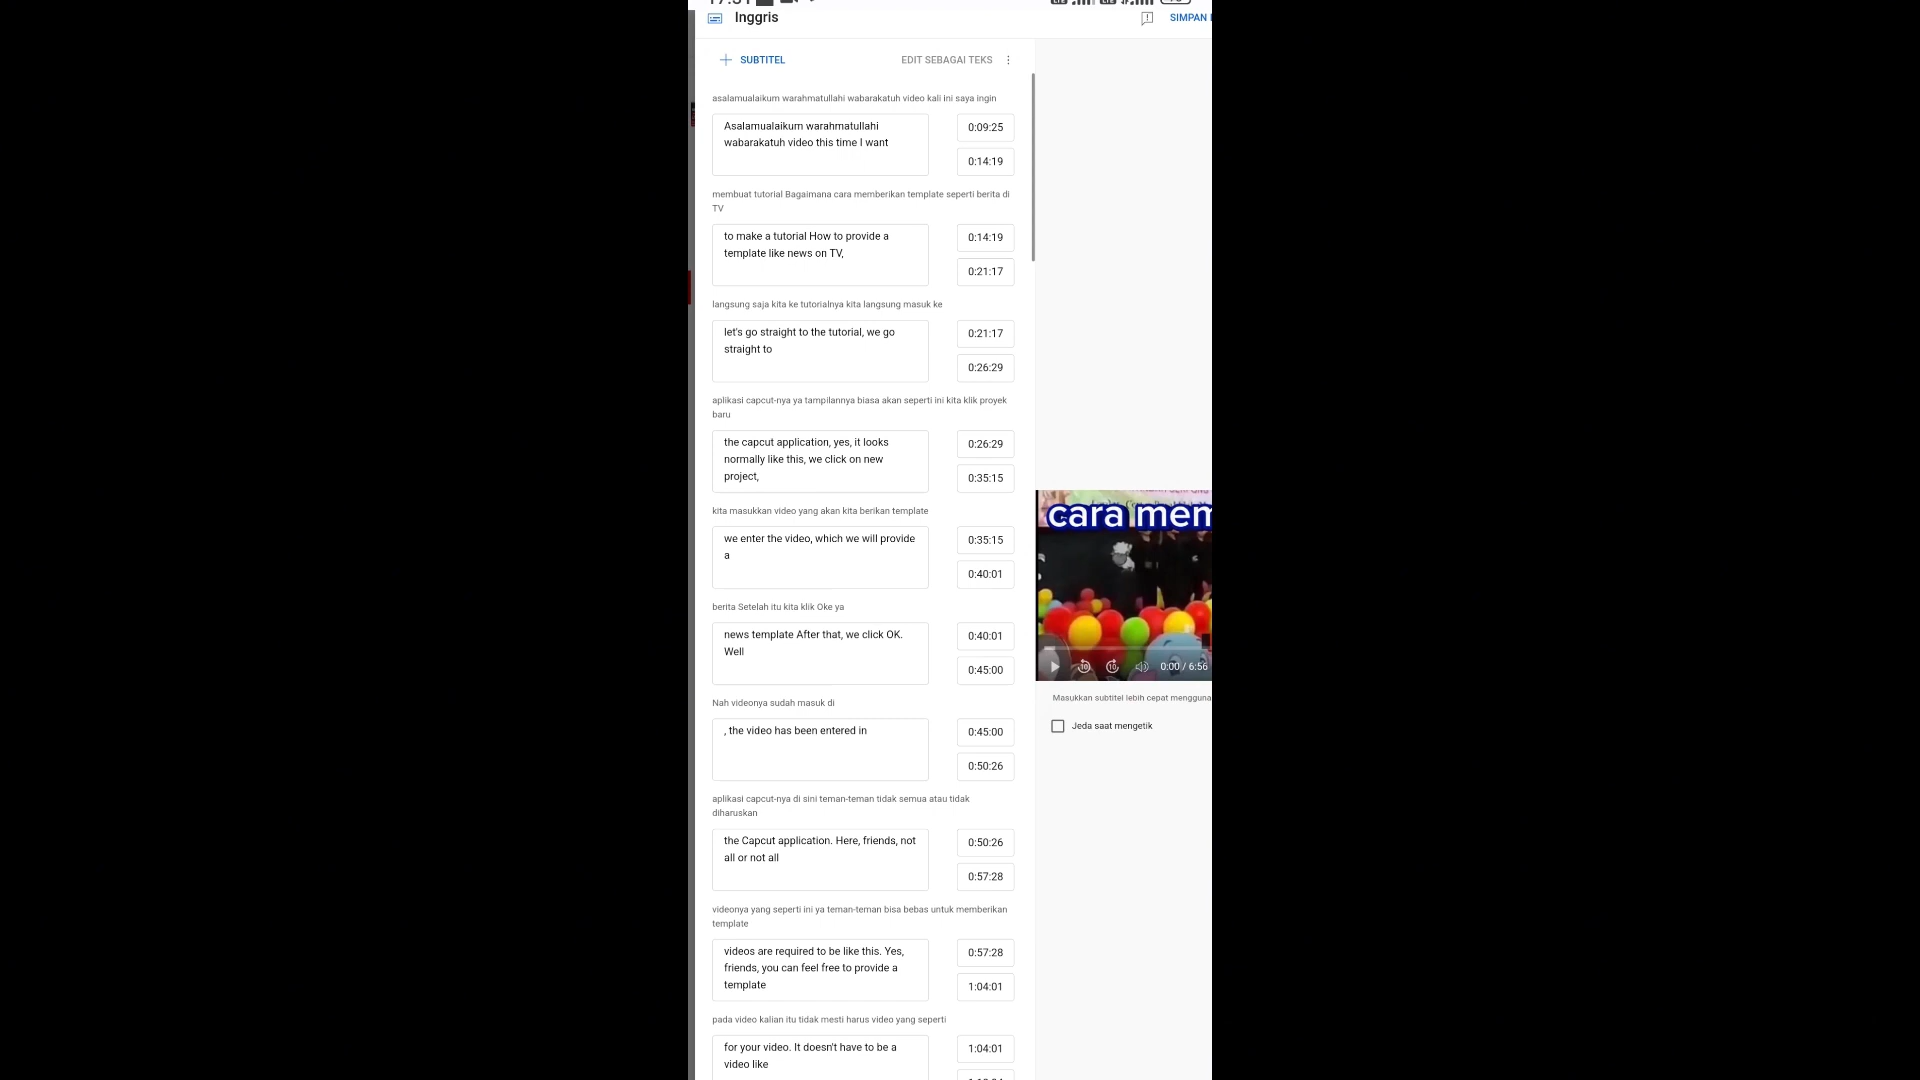 Inggris
SIMPAN
SUBTITEL
EDIT SEBAGAI TEKS
asalamualaikum warahmatullahi wabarakatuh video kali ini saya ingin
Asalamualaikum warahmatullahi
wabarakatuh video this time I want
0:09:25
0:14:19
membuat tutorial Bagaimana cara memberikan template seperti berita di
TV
to make a tutorial How to provide a
template like news on TV,
0:14:19
0:21:17
langsung saja kita ke tutorialnya kita langsung masuk ke
let's go straight to the tutorial, we go
straight to
0:21:17
0:26:29
aplikasi capcut-nya ya tampilannya biasa akan seperti ini kita klik proyek
baru
the capcut application, yes, it looks
normally like this, we click on new
project,
0:26:29
0:35:15
kita masukkan video yang akan kita berikan template
we enter the video, which we will provide
a
0:35:15
0:40:01
berita Setelah itu kita klik Oke ya
news template After that, we click OK.
Well
0:40:01
0:45:00
Nah videonya sudah masuk di
, the video has been entered in
0:45:00
0:50:26
aplikasi capcut-nya di sini teman-teman tidak semua atau tidak
diharuskan
the Capcut application. Here, friends, not
all or not all
0:50:26
0:57:28
videonya yang seperti ini ya teman-teman bisa bebas untuk memberikan
template
videos are required to be like this. Yes,
friends, you can feel free to provide a
template
0:57:28
1:04:01
pada video kalian itu tidak mesti harus video yang seperti
for your video. It doesn't have to be a
video like
1:04:01
cara mem
0:00 / 6:56
Masukkan subtitel lebih cepat mengguna
Jeda saat mengetik